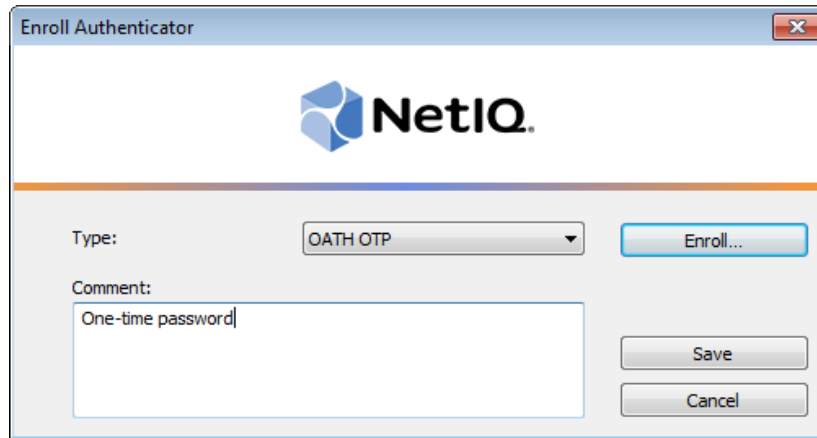 Enroll Authenticator
NetIQ.
Type:
OATH OTP
Enroll...
Comment:
One-time password
Save
Cancel